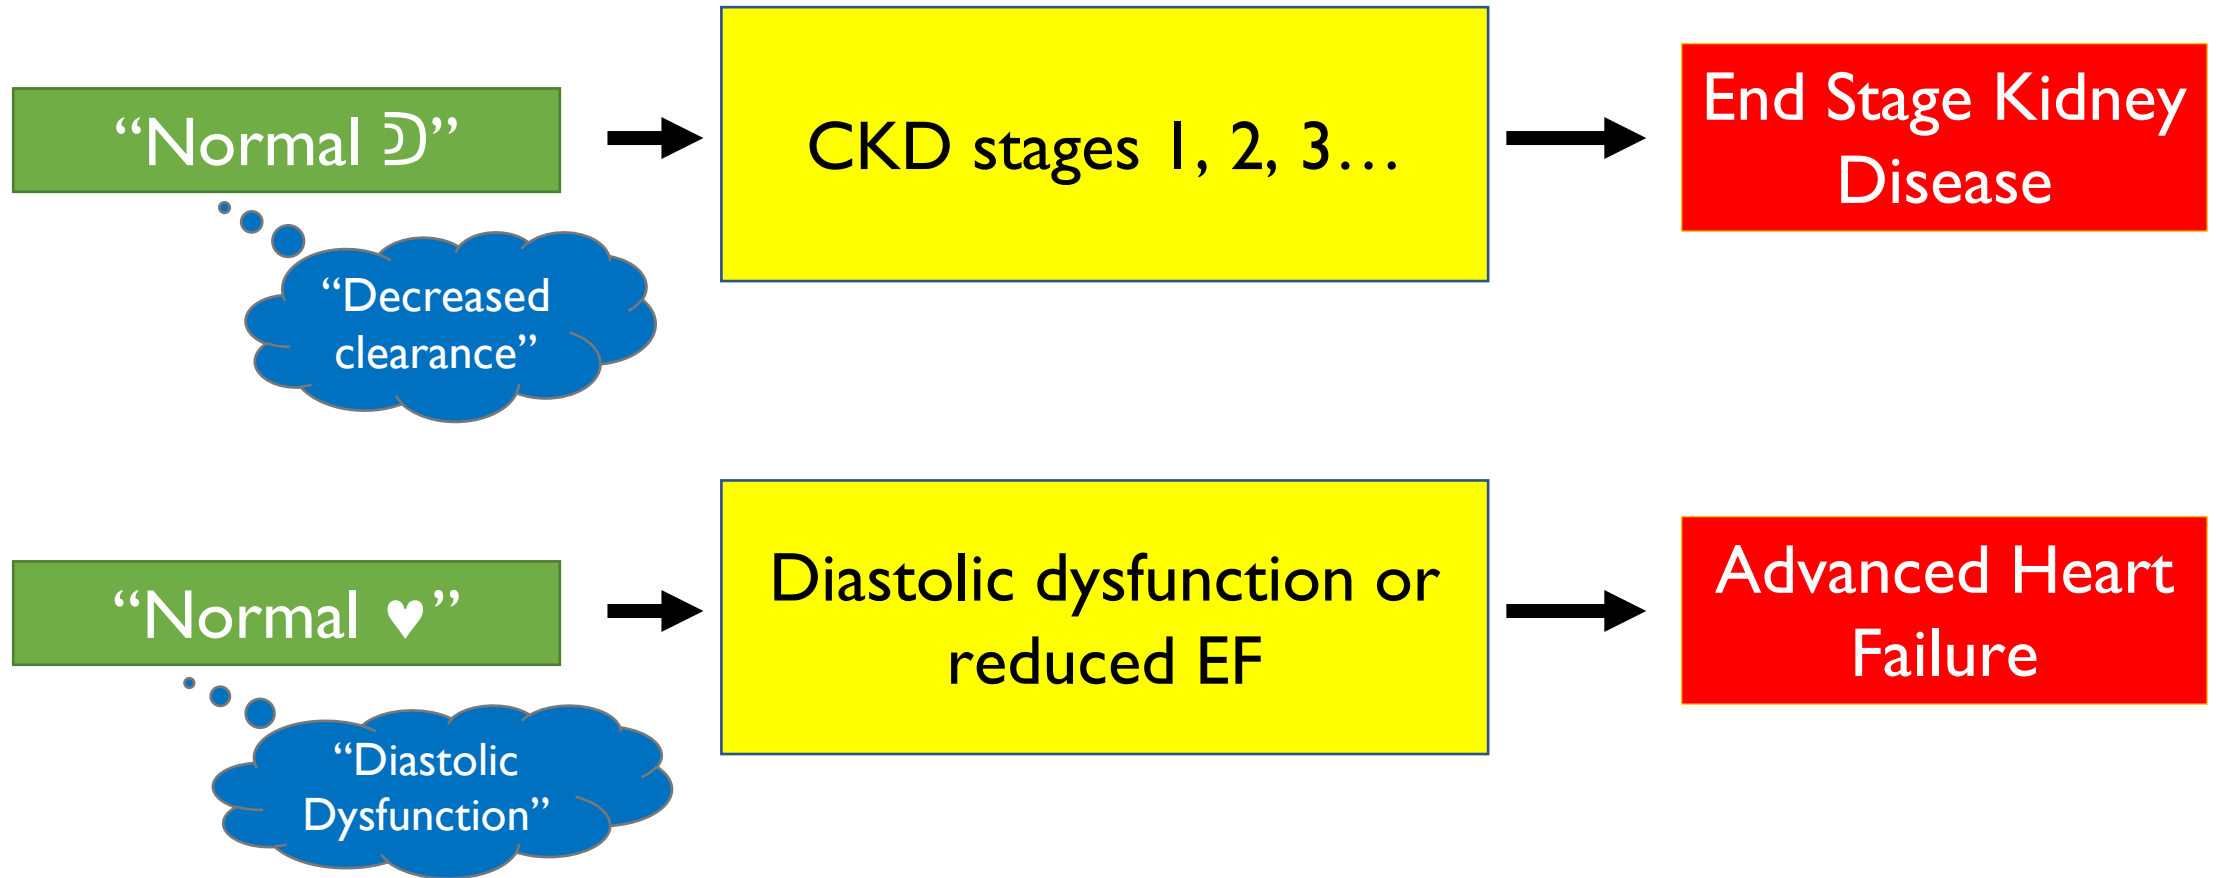 “Normal ⫐”
CKD stages 1, 2, 3…
End Stage Kidney
Disease
“Decreased
clearance”
“Normal ♥”
Diastolic dysfunction or
reduced EF
Advanced Heart
Failure
“Diastolic
Dysfunction”